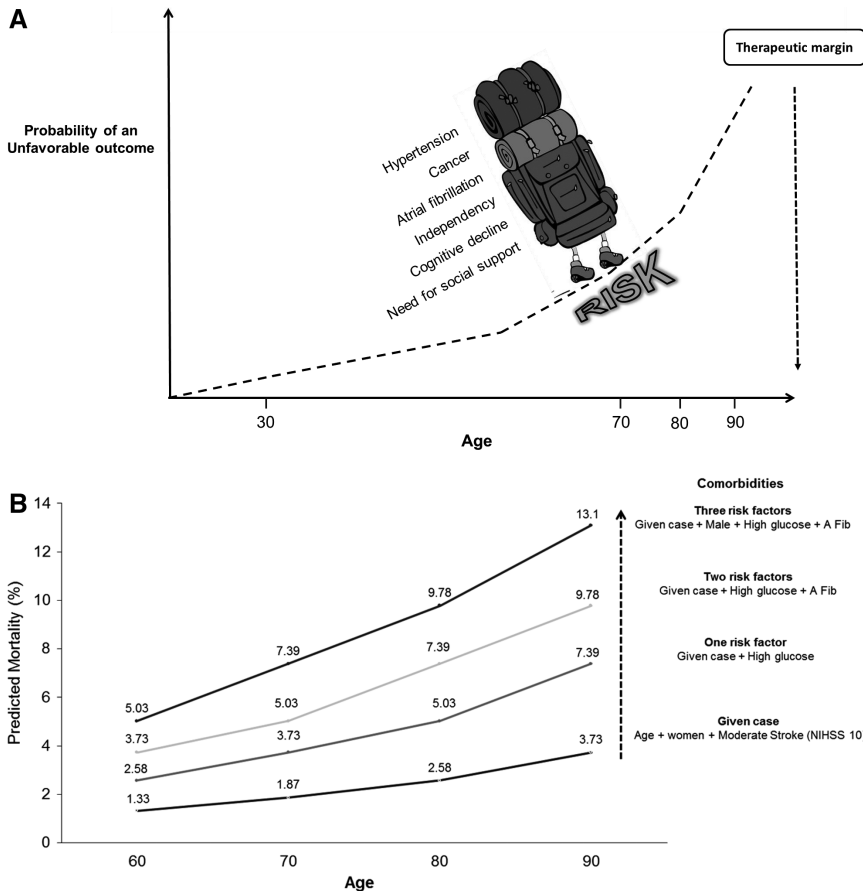 A
Therapeutic margin
Probability of an
Unfavorable outcome
Hypertension
Cancer
Atrial fibrillation
Independency
Cognitive decline
Need for social support
RISK
30
70
80
90
Age
B
Comorbidities
Three risk factors
Given case + Male + High glucose + A Fib
Two risk factors
Given case + High glucose + A Fib
One risk factor
Given case + High glucose
Given case
Age + women + Moderate Stroke (NIHSS 10
Predicted Mortality (%)
14
12
10
8
6
4
2
0
5.03
7.39
9.78
13.1
3.73
5.03
7.39
9.78
2.58
3.73
5.03
7.39
1.33
1.87
2.58
3.73
60
70
80
90
Age